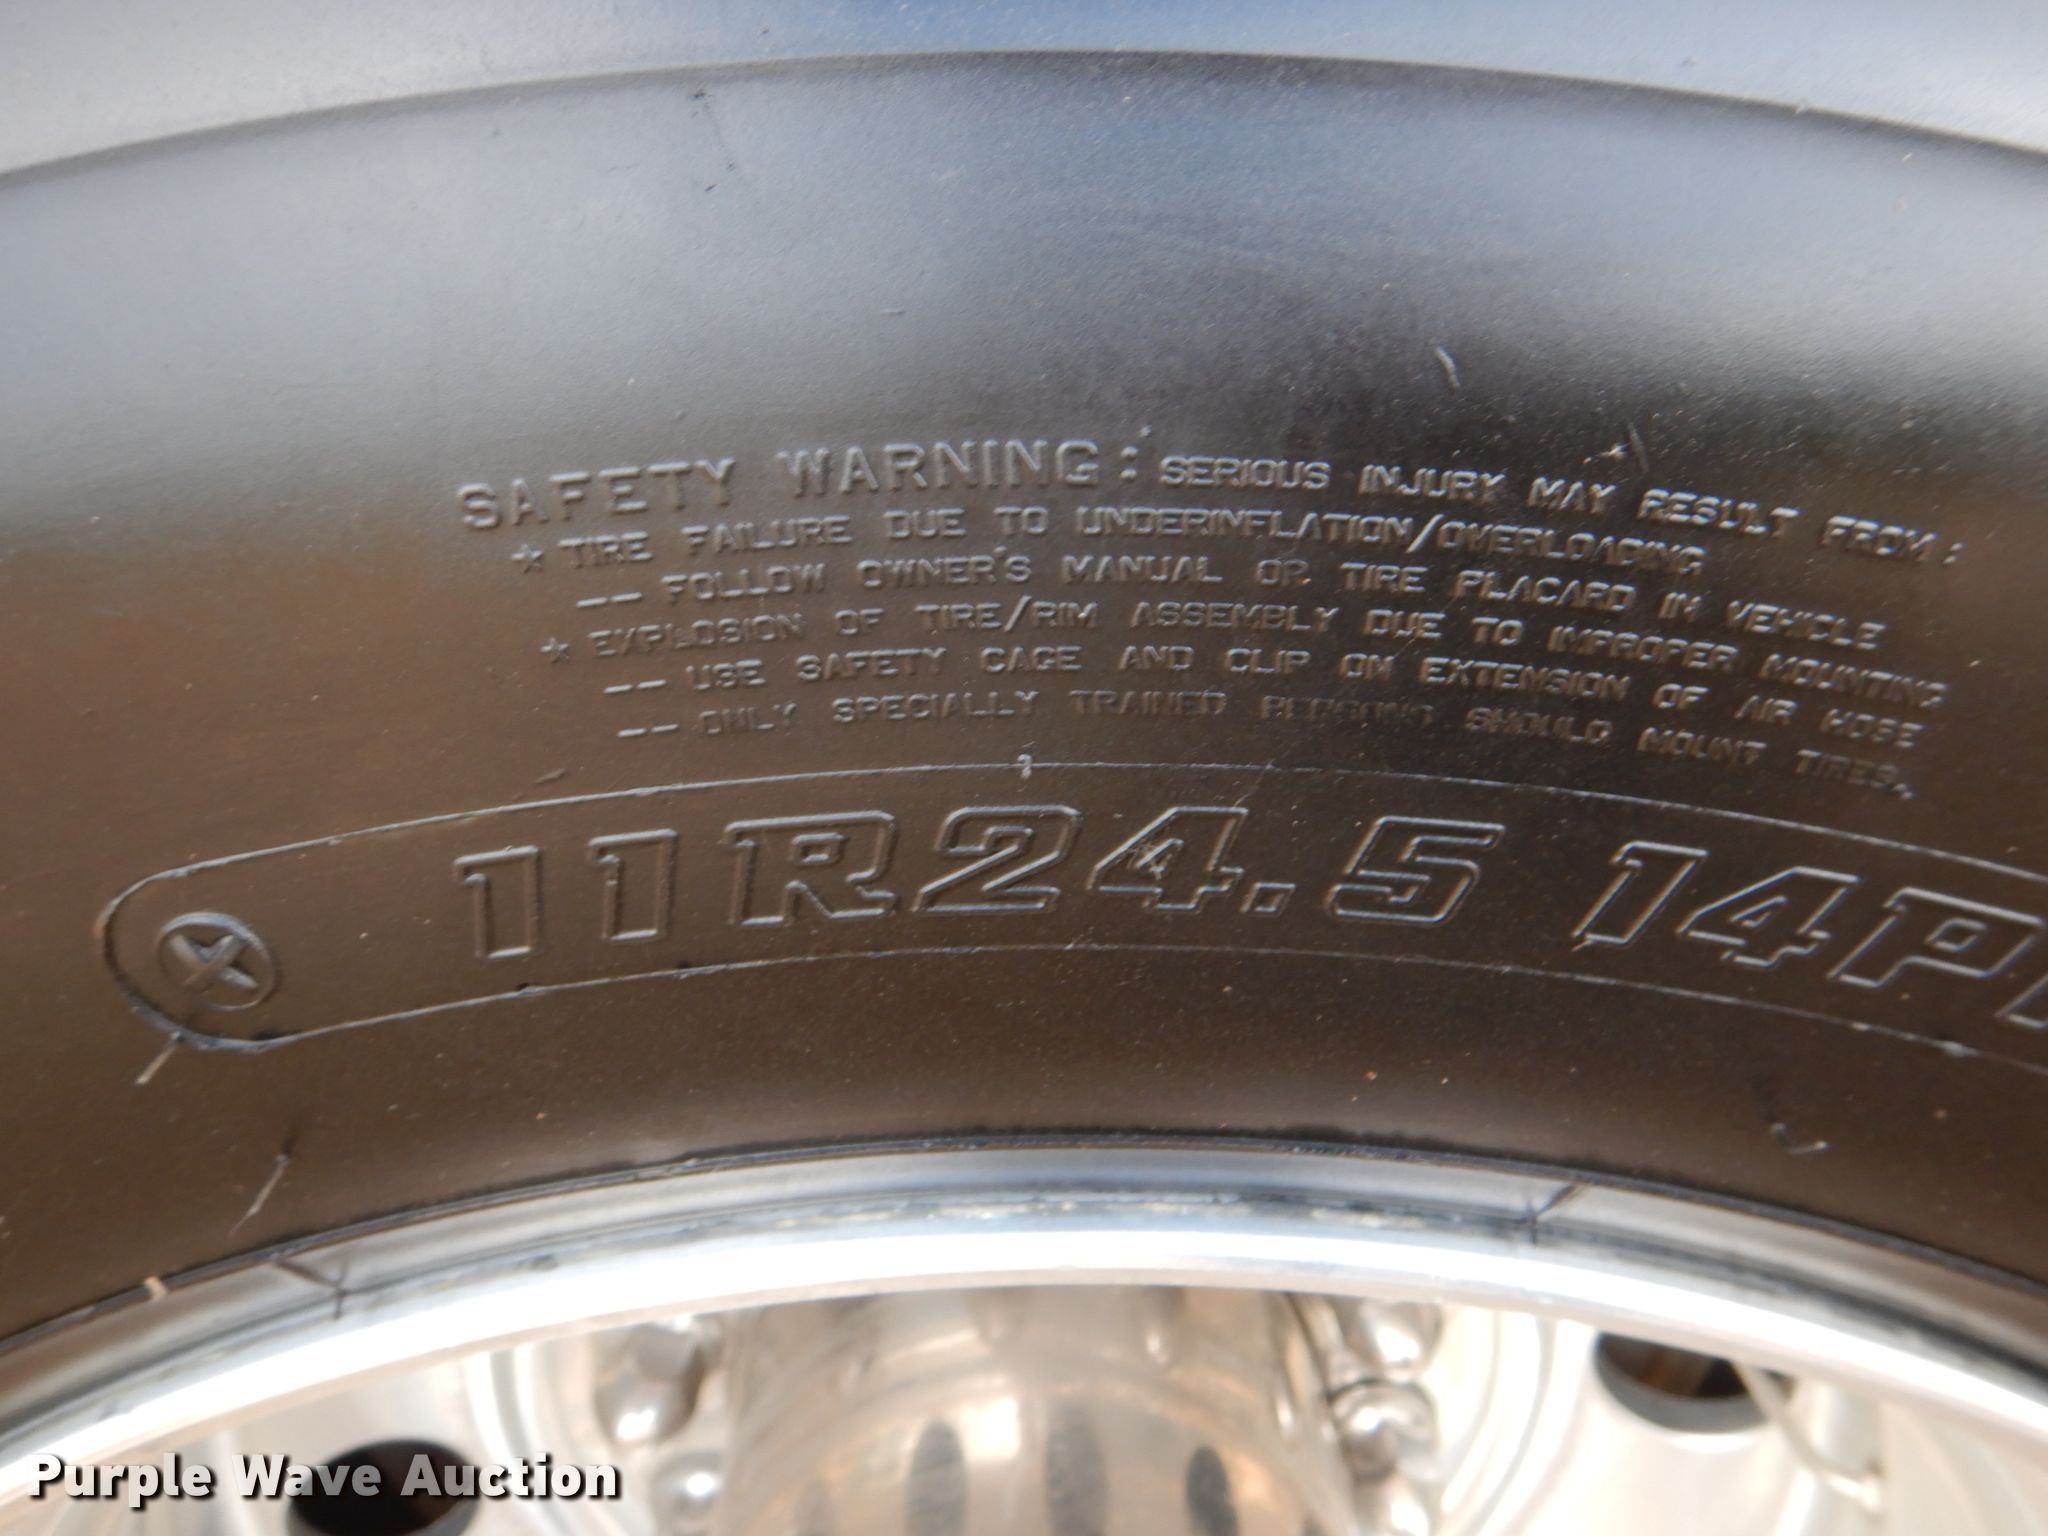 SAFETY WARNING: SERIOUS INJURY MAY RESULT FROM:
★ TIRE FAILURE DUE TO UNDERINFLATION/OVERLOADING
-- FOLLOW OWNER'S MANUAL OR TIRE PLACARD IN VEHICLE
★ EXPLOSION OF TIRE/RIM ASSEMBLY DUE TO IMPROPER MOUNTING
-- USE SAFETY CAGE AND CLIP ON EXTENSION OF AIR HOSE
-- ONLY SPECIALLY TRAINED PERSONS SHOULD MOUNT TIRES.
11R24.5 14P
Purple Wave Auction